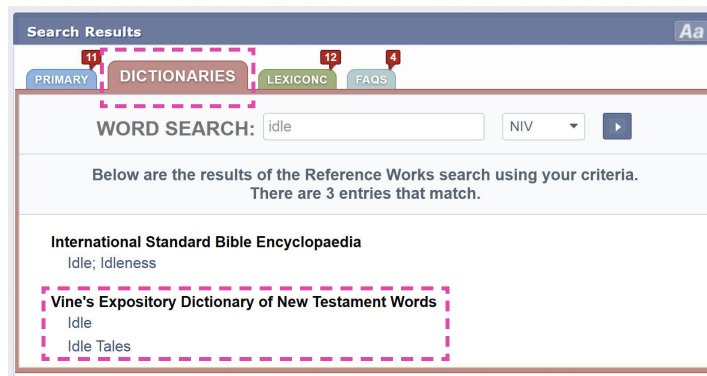 Search Results
Aa
11
12
4
PRIMARY DICTIONARIES LEXICONC FAQS
WORD SEARCH: idle NIV
Below are the results of the Reference Works search using your criteria.
There are 3 entries that match.
International Standard Bible Encyclopaedia
Idle; Idleness
Vine's Expository Dictionary of New Testament Words
Idle
Idle Tales